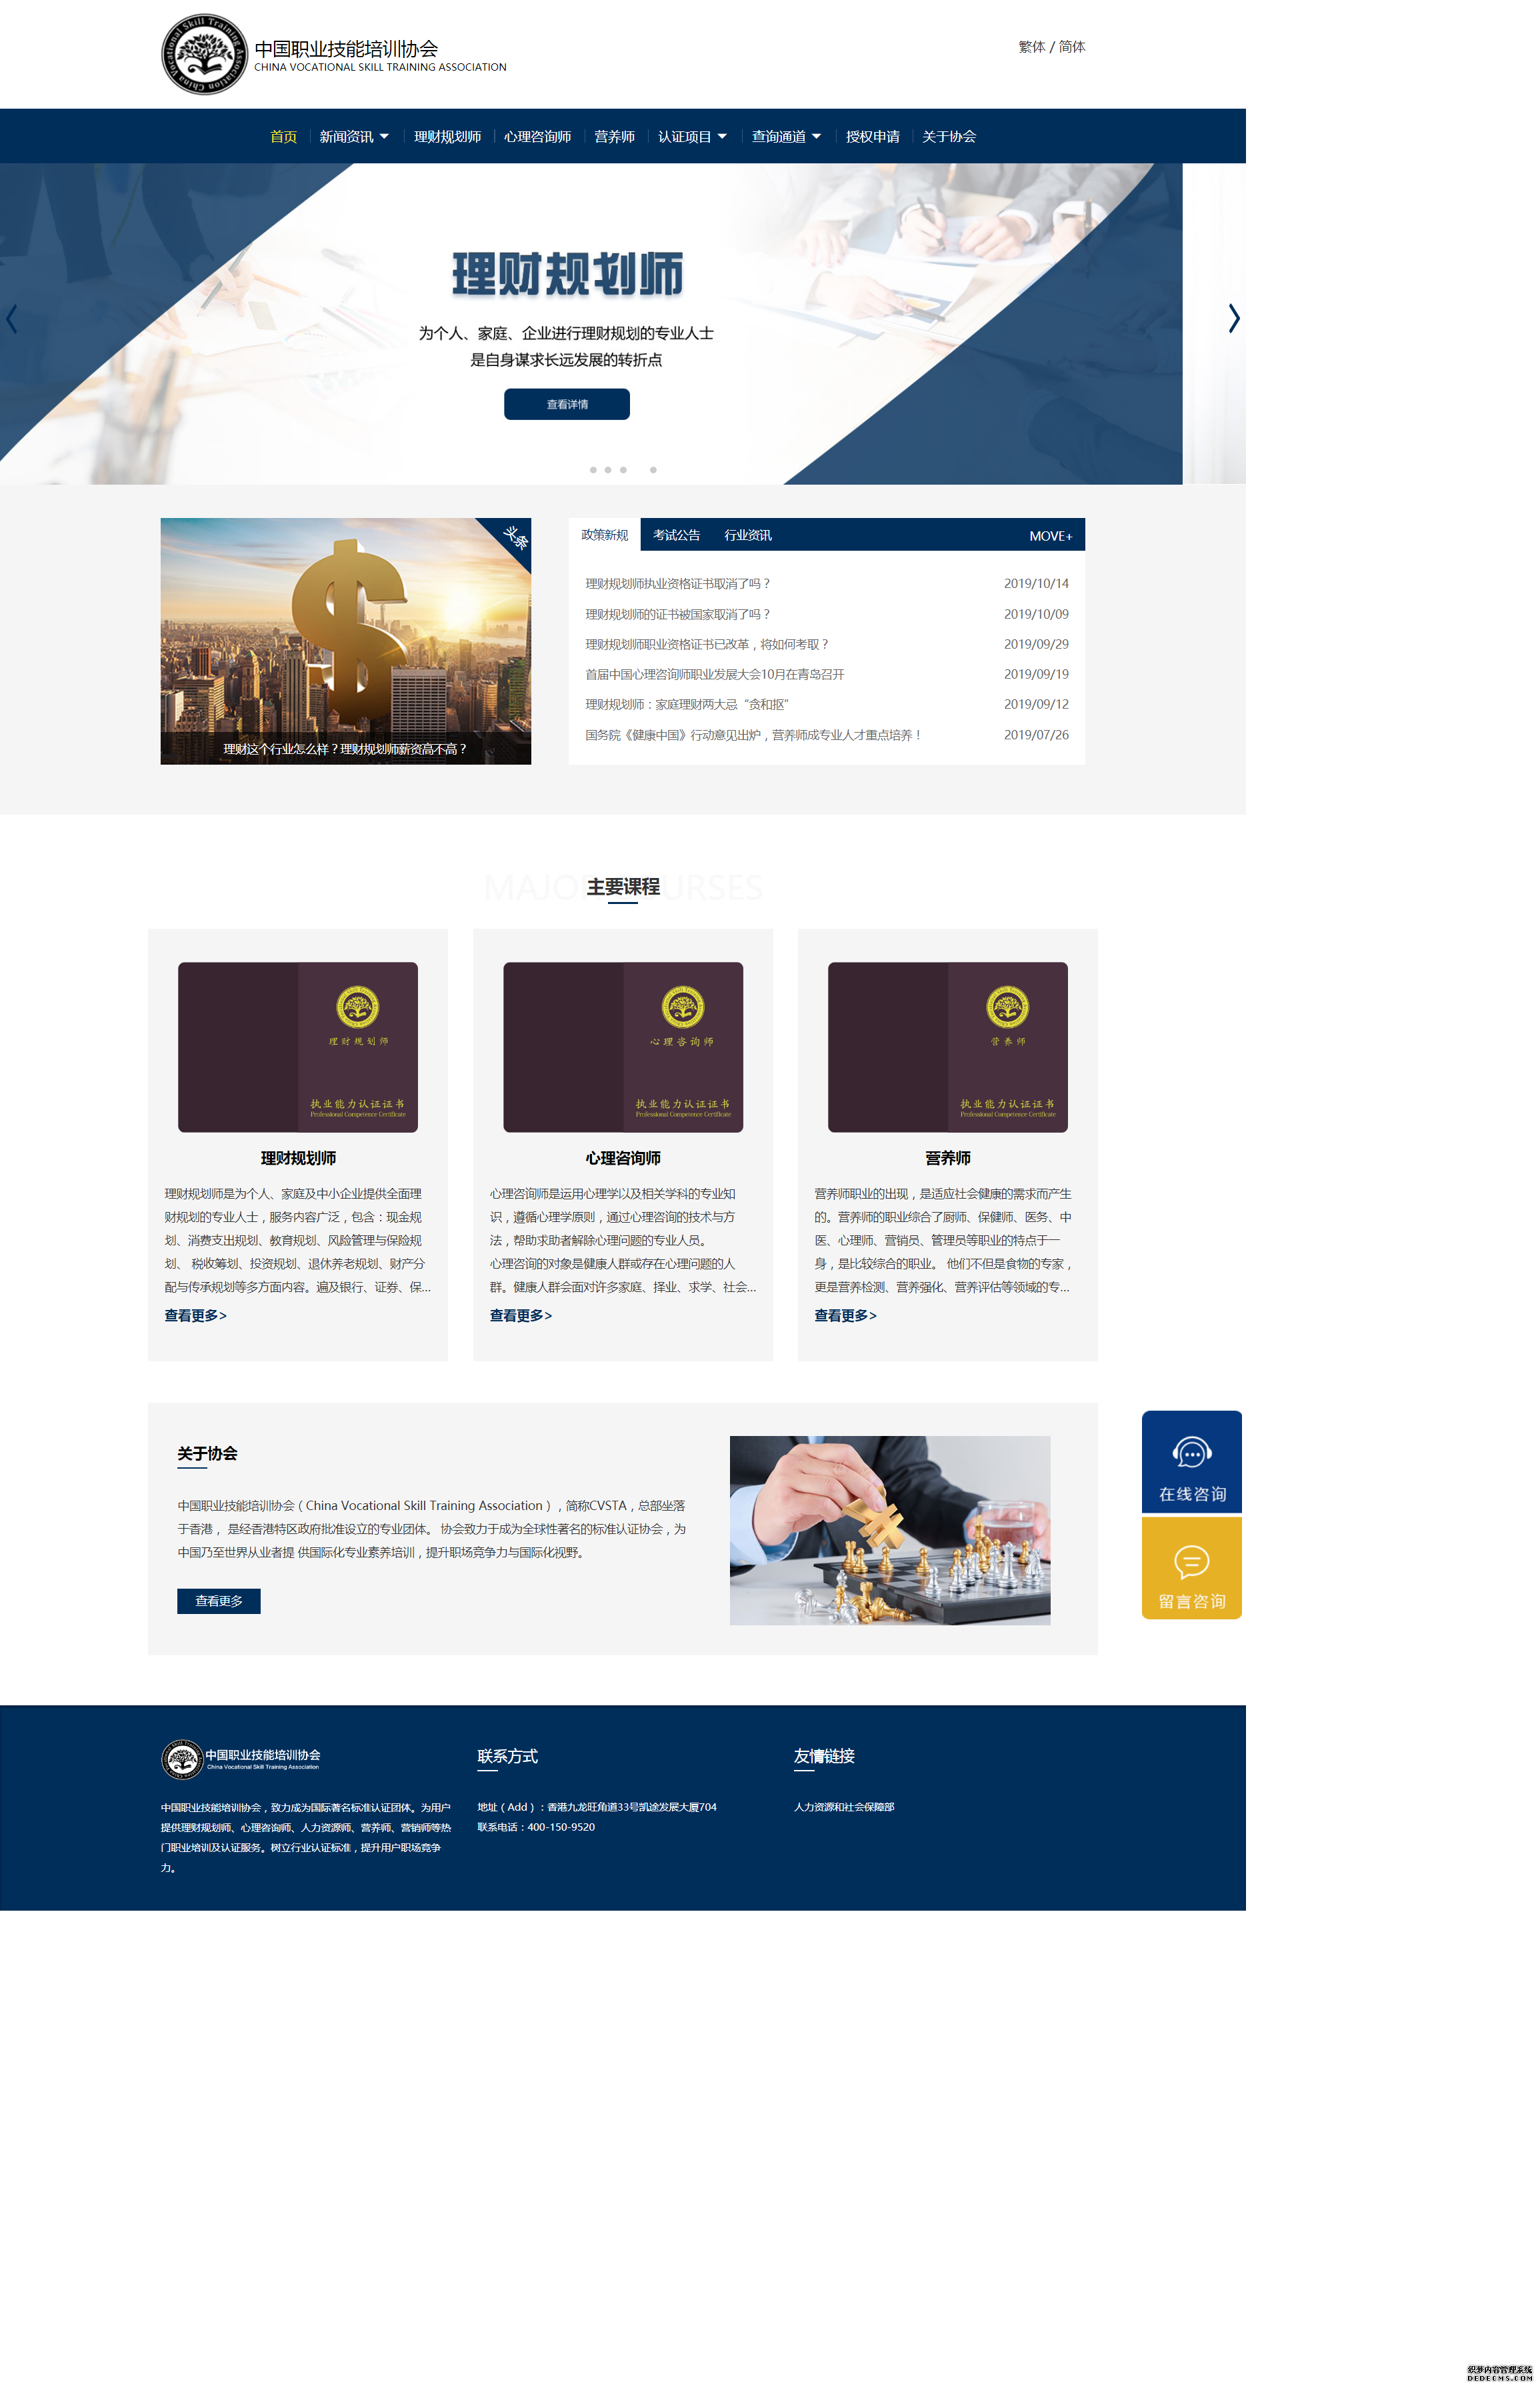 中国职业技能培训协会
CHINA VOCATIONAL SKILL TRAINING ASSOCIATION
繁体 / 简体
首页 新闻资讯 理财规划师 心理咨询师 营养师 认证项目 查询通道 授权申请 关于协会
理财规划师
为个人、家庭、企业进行理财规划的专业人士
是自身谋求长远发展的转折点
查看详情
头条
理财这个行业怎么样？理财规划师薪资高不高？
政策新规 考试公告 行业资讯 MOVE+
理财规划师执业资格证书取消了吗？ 2019/10/14
理财规划师的证书被国家取消了吗？ 2019/10/09
理财规划师职业资格证书已改革，将如何考取？ 2019/09/29
首届中国心理咨询师职业发展大会10月在青岛召开 2019/09/19
理财规划师：家庭理财两大忌“贪和抠” 2019/09/12
国务院《健康中国》行动意见出炉，营养师成专业人才重点培养！ 2019/07/26
主要课程
理财规划师
执业能力认证证书
Professional Competence Certificate
理财规划师
理财规划师是为个人、家庭及中小企业提供全面理
财规划的专业人士，服务内容广泛，包含：现金规
划、消费支出规划、教育规划、风险管理与保险规
划、 税收筹划、投资规划、退休养老规划、财产分
配与传承规划等多方面内容。遍及银行、证券、保...
查看更多>
心理咨询师
执业能力认证证书
Professional Competence Certificate
心理咨询师
心理咨询师是运用心理学以及相关学科的专业知
识，遵循心理学原则，通过心理咨询的技术与方
法，帮助求助者解除心理问题的专业人员。
心理咨询的对象是健康人群或存在心理问题的人
群。健康人群会面对许多家庭、择业、求学、社会...
查看更多>
营养师
执业能力认证证书
Professional Competence Certificate
营养师
营养师职业的出现，是适应社会健康的需求而产生
的。营养师的职业综合了厨师、保健师、医务、中
医、心理师、营销员、管理员等职业的特点于一
身，是比较综合的职业。 他们不但是食物的专家，
更是营养检测、营养强化、营养评估等领域的专...
查看更多>
关于协会
中国职业技能培训协会（China Vocational Skill Training Association），简称CVSTA，总部坐落
于香港， 是经香港特区政府批准设立的专业团体。 协会致力于成为全球性著名的标准认证协会，为
中国乃至世界从业者提 供国际化专业素养培训，提升职场竞争力与国际化视野。
查看更多
在线咨询
留言咨询
中国职业技能培训协会
China Vocational Skill Training Association
中国职业技能培训协会，致力成为国际著名标准认证团体。为用户
提供理财规划师、心理咨询师、人力资源师、营养师、营销师等热
门职业培训及认证服务。树立行业认证标准，提升用户职场竞争
力。
联系方式
地址（Add）：香港九龙旺角道33号凯途发展大厦704
联系电话：400-150-9520
友情链接
人力资源和社会保障部
织梦内容管理系统
DEDECMS.COM